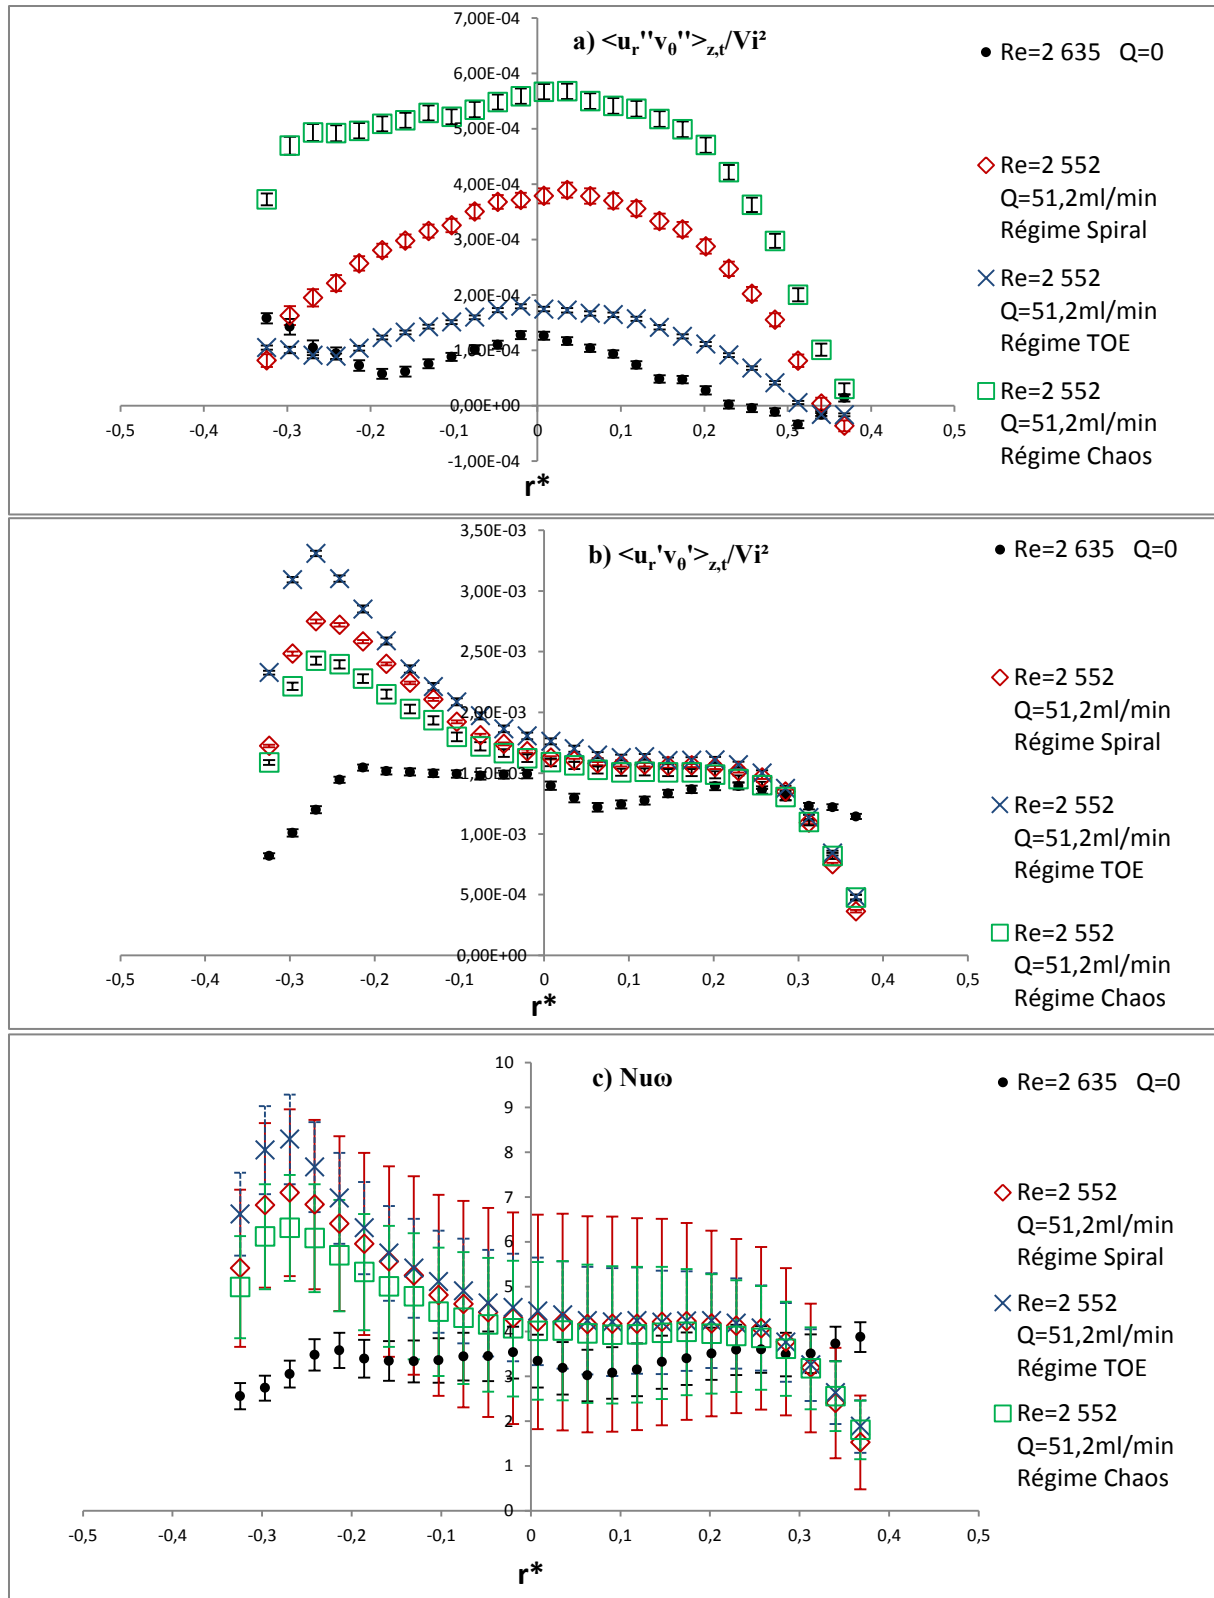 7,00E-04
a) <u_r''v_θ''>_z,t/Vi²
6,00E-04
5,00E-04
4,00E-04
3,00E-04
2,00E-04
1,00E-04
0,00E+00
-0,5
-0,4
-0,3
-0,2
-0,1
0
0,1
0,2
0,3
0,4
0,5
-1,00E-04
r*
Re=2 635 Q=0
Re=2 552
Q=51,2ml/min
Régime Spiral
Re=2 552
Q=51,2ml/min
Régime TOE
Re=2 552
Q=51,2ml/min
Régime Chaos
3,50E-03
b) <u_r'v_θ'>_z,t/Vi²
3,00E-03
2,50E-03
2,00E-03
1,50E-03
1,00E-03
5,00E-04
0,00E+00
-0,5
-0,4
-0,3
-0,2
-0,1
0
0,1
0,2
0,3
0,4
0,5
r*
Re=2 635 Q=0
Re=2 552
Q=51,2ml/min
Régime Spiral
Re=2 552
Q=51,2ml/min
Régime TOE
Re=2 552
Q=51,2ml/min
Régime Chaos
10
c) Nuω
9
8
7
6
5
4
3
2
1
0
-0,5
-0,4
-0,3
-0,2
-0,1
0
0,1
0,2
0,3
0,4
0,5
r*
Re=2 635 Q=0
Re=2 552
Q=51,2ml/min
Régime Spiral
Re=2 552
Q=51,2ml/min
Régime TOE
Re=2 552
Q=51,2ml/min
Régime Chaos